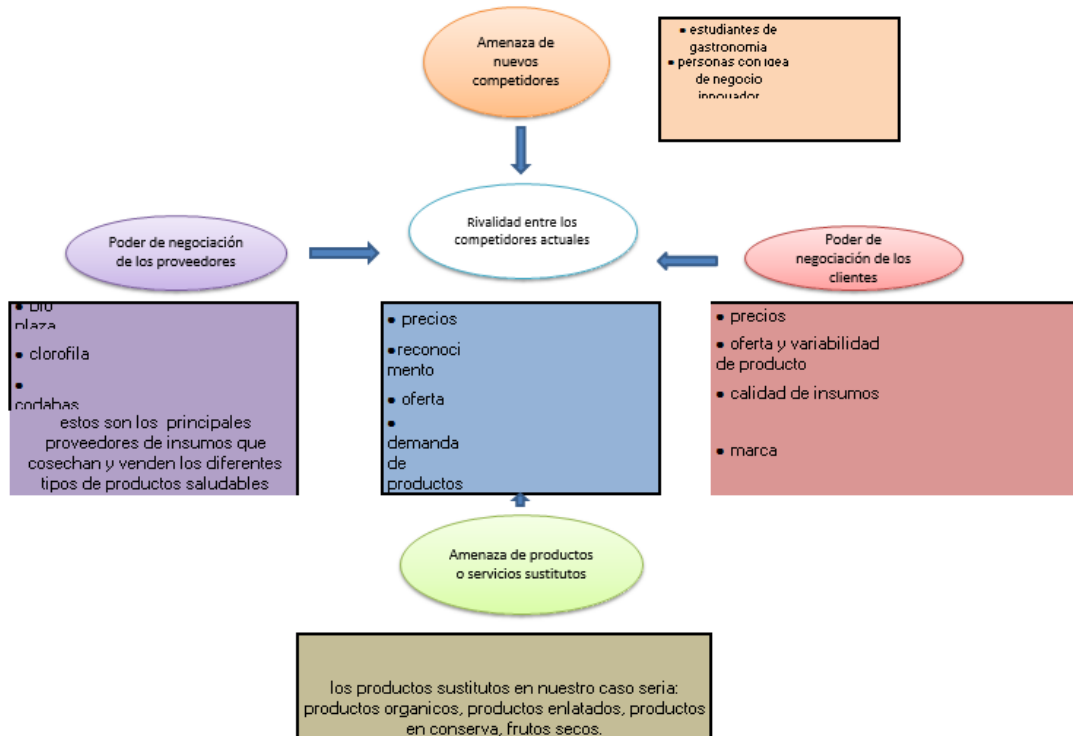 Amenaza de
nuevos
competidores
• estudiantes de
gastronomia
• personas con idea
de negocio
innovador
Rivalidad entre los
competidores actuales
Poder de negociación
de los proveedores
Poder de
negociación de los
clientes
• bio
plaza
• clorofila
•
codabas
estos son los principales
proveedores de insumos que
cosechan y venden los diferentes
tipos de productos saludables
• precios
•reconoci
mento
• oferta
•
demanda
de
productos
• precios
• oferta y variabilidad
de producto
• calidad de insumos
• marca
Amenaza de productos
o servicios sustitutos
los productos sustitutos en nuestro caso seria:
productos organicos, productos enlatados, productos
en conserva, frutos secos.